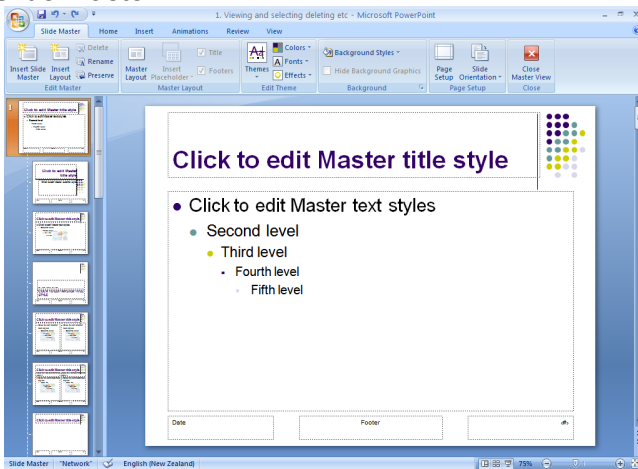 1. Viewing and selecting deleting etc - Microsoft PowerPoint
Slide Master Home Insert Animations Review View
Insert Slide Master
Insert Layout
Delete
Rename
Preserve
Edit Master
Master Layout
Insert Placeholder
Title
Footers
Master Layout
Themes
Colors
Fonts
Effects
Edit Theme
Background Styles
Hide Background Graphics
Background
Page Setup
Slide Orientation
Page Setup
Close Master View
Close
1
Click to edit Master title style
Click to edit Master text styles
Second level
Third level
Fourth level
Fifth level
Date
Footer
‹#›
Slide Master "Network" English (New Zealand) 75%